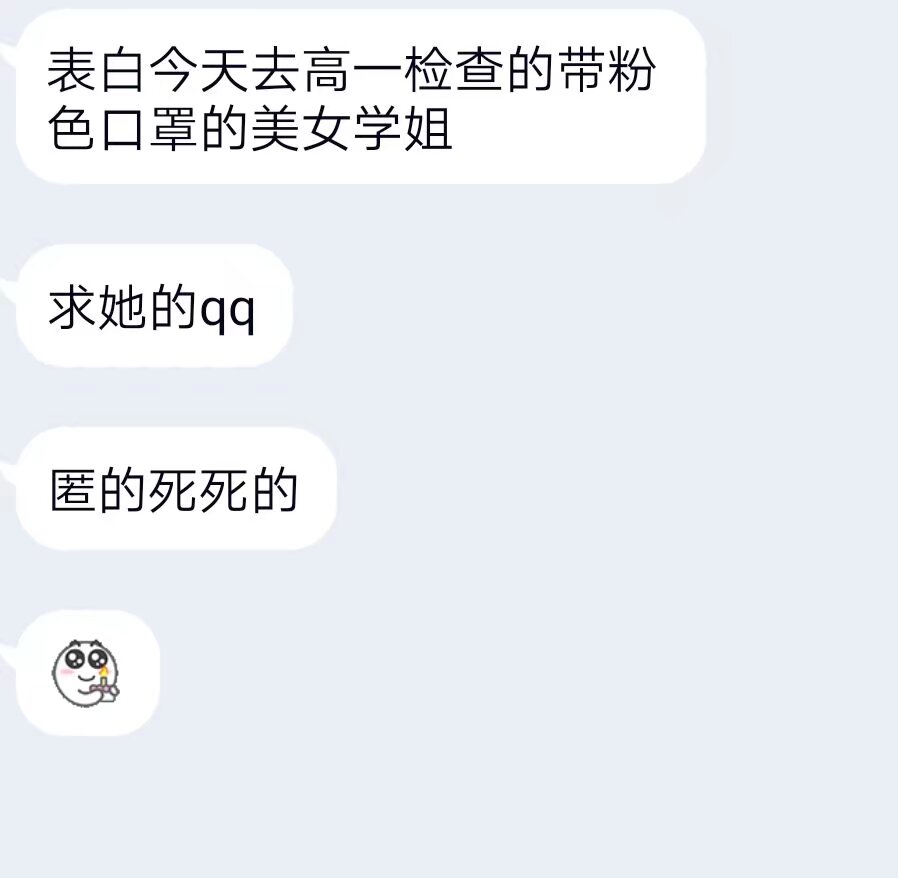 表白今天去高一检查的带粉
色口罩的美女学姐
求她的qq
匿的死死的